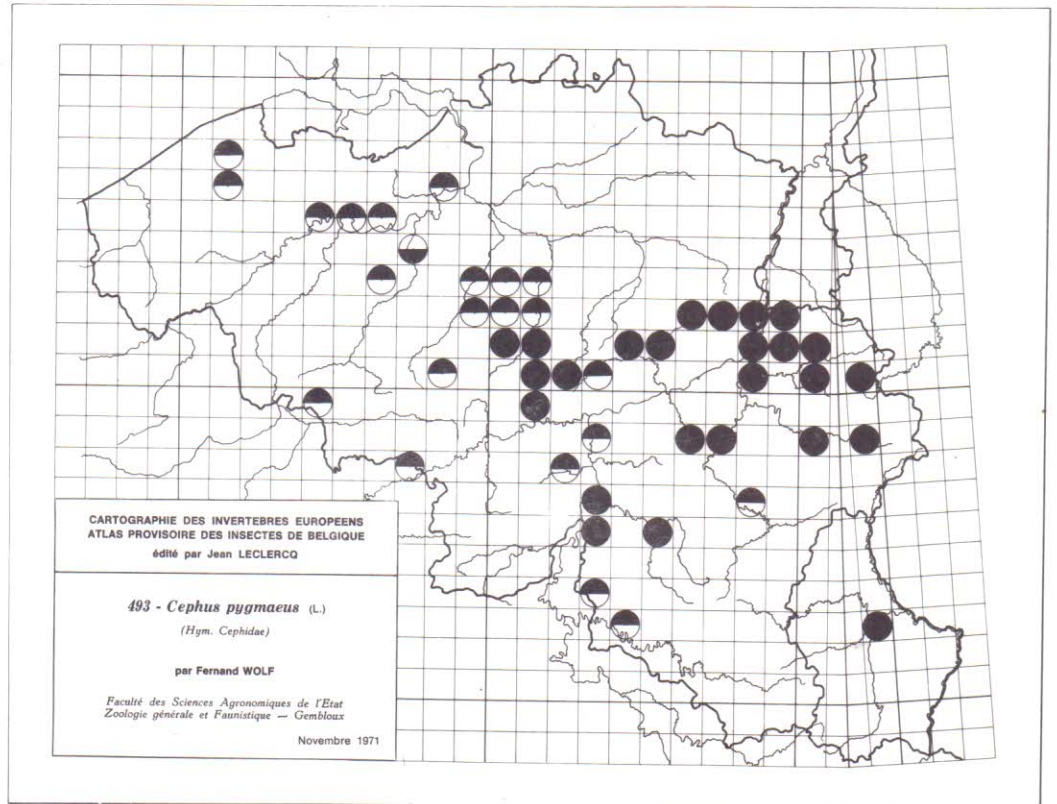 CARTOGRAPHIE DES INVERTEBRES EUROPEENS
ATLAS PROVISOIRE DES INSECTES DE BELGIQUE
édité par Jean LECLERCQ
493 - Cephus pygmaeus (L.)
(Hym. Cephidae)
par Fernand WOLF
Faculté des Sciences Agronomiques de l'Etat
Zoologie générale et Faunistique — Gembloux
Novembre 1971